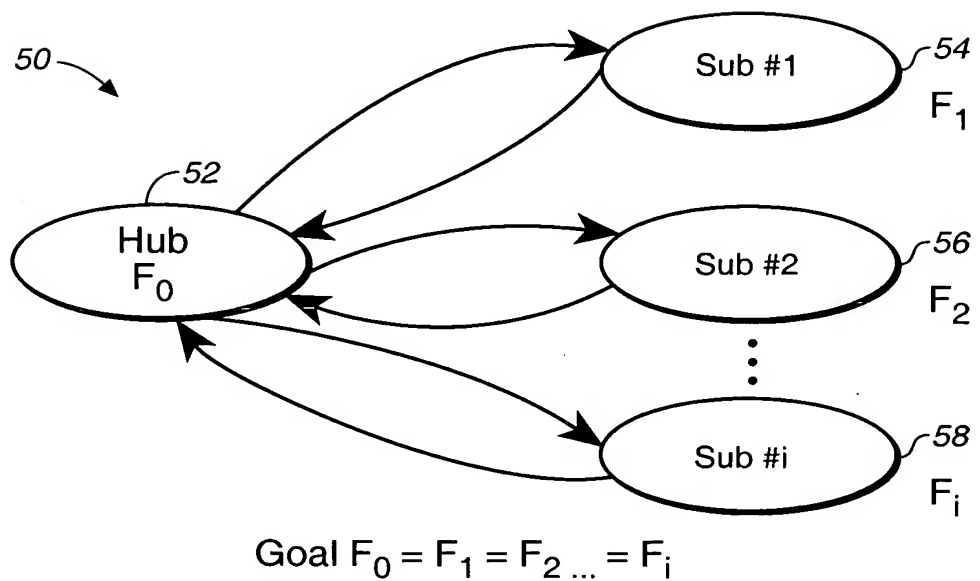 50
52
Hub
F₀
Sub #1
54
F₁
Sub #2
56
F₂
Sub #i
58
Fᵢ
Goal F₀ = F₁ = F₂ ... = Fᵢ